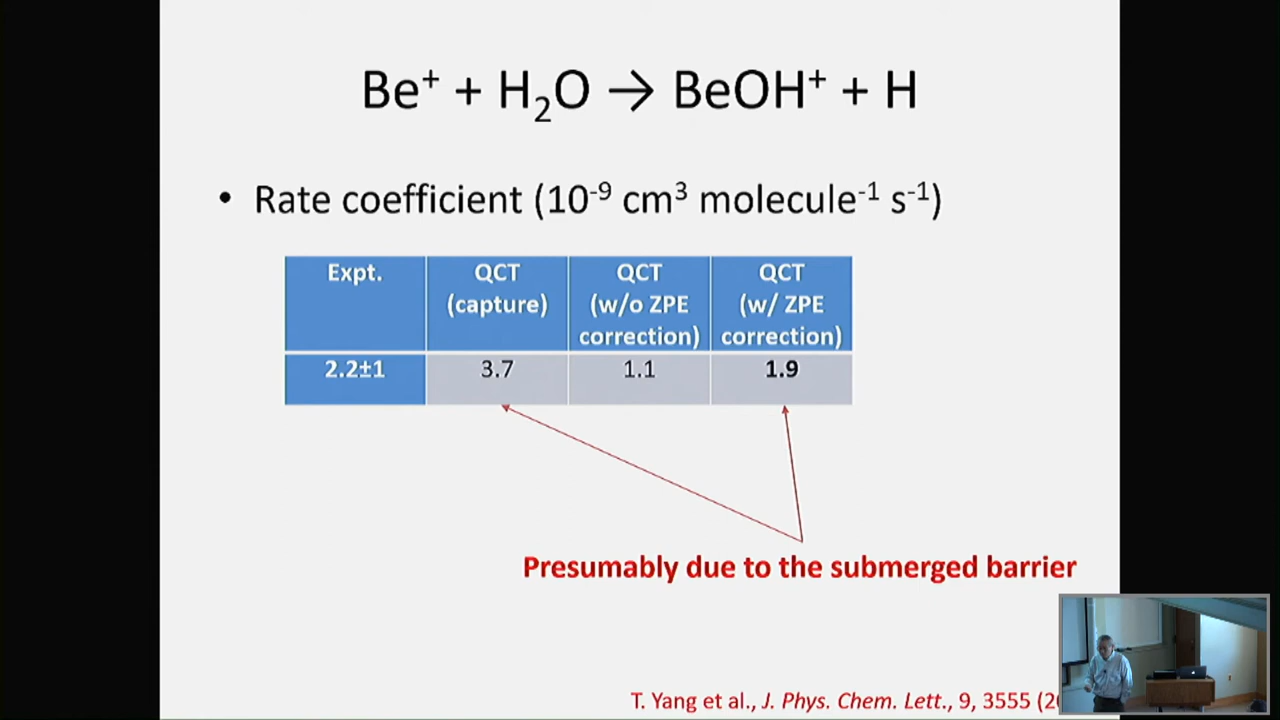 Be⁺ + H₂O → BeOH⁺ + H
• Rate coefficient (10⁻⁹ cm³ molecule⁻¹ s⁻¹)
Expt. QCT (capture) QCT (w/o ZPE correction) QCT (w/ ZPE correction)
2.2±1 3.7 1.1 1.9
Presumably due to the submerged barrier
T. Yang et al., J. Phys. Chem. Lett., 9, 3555 (2